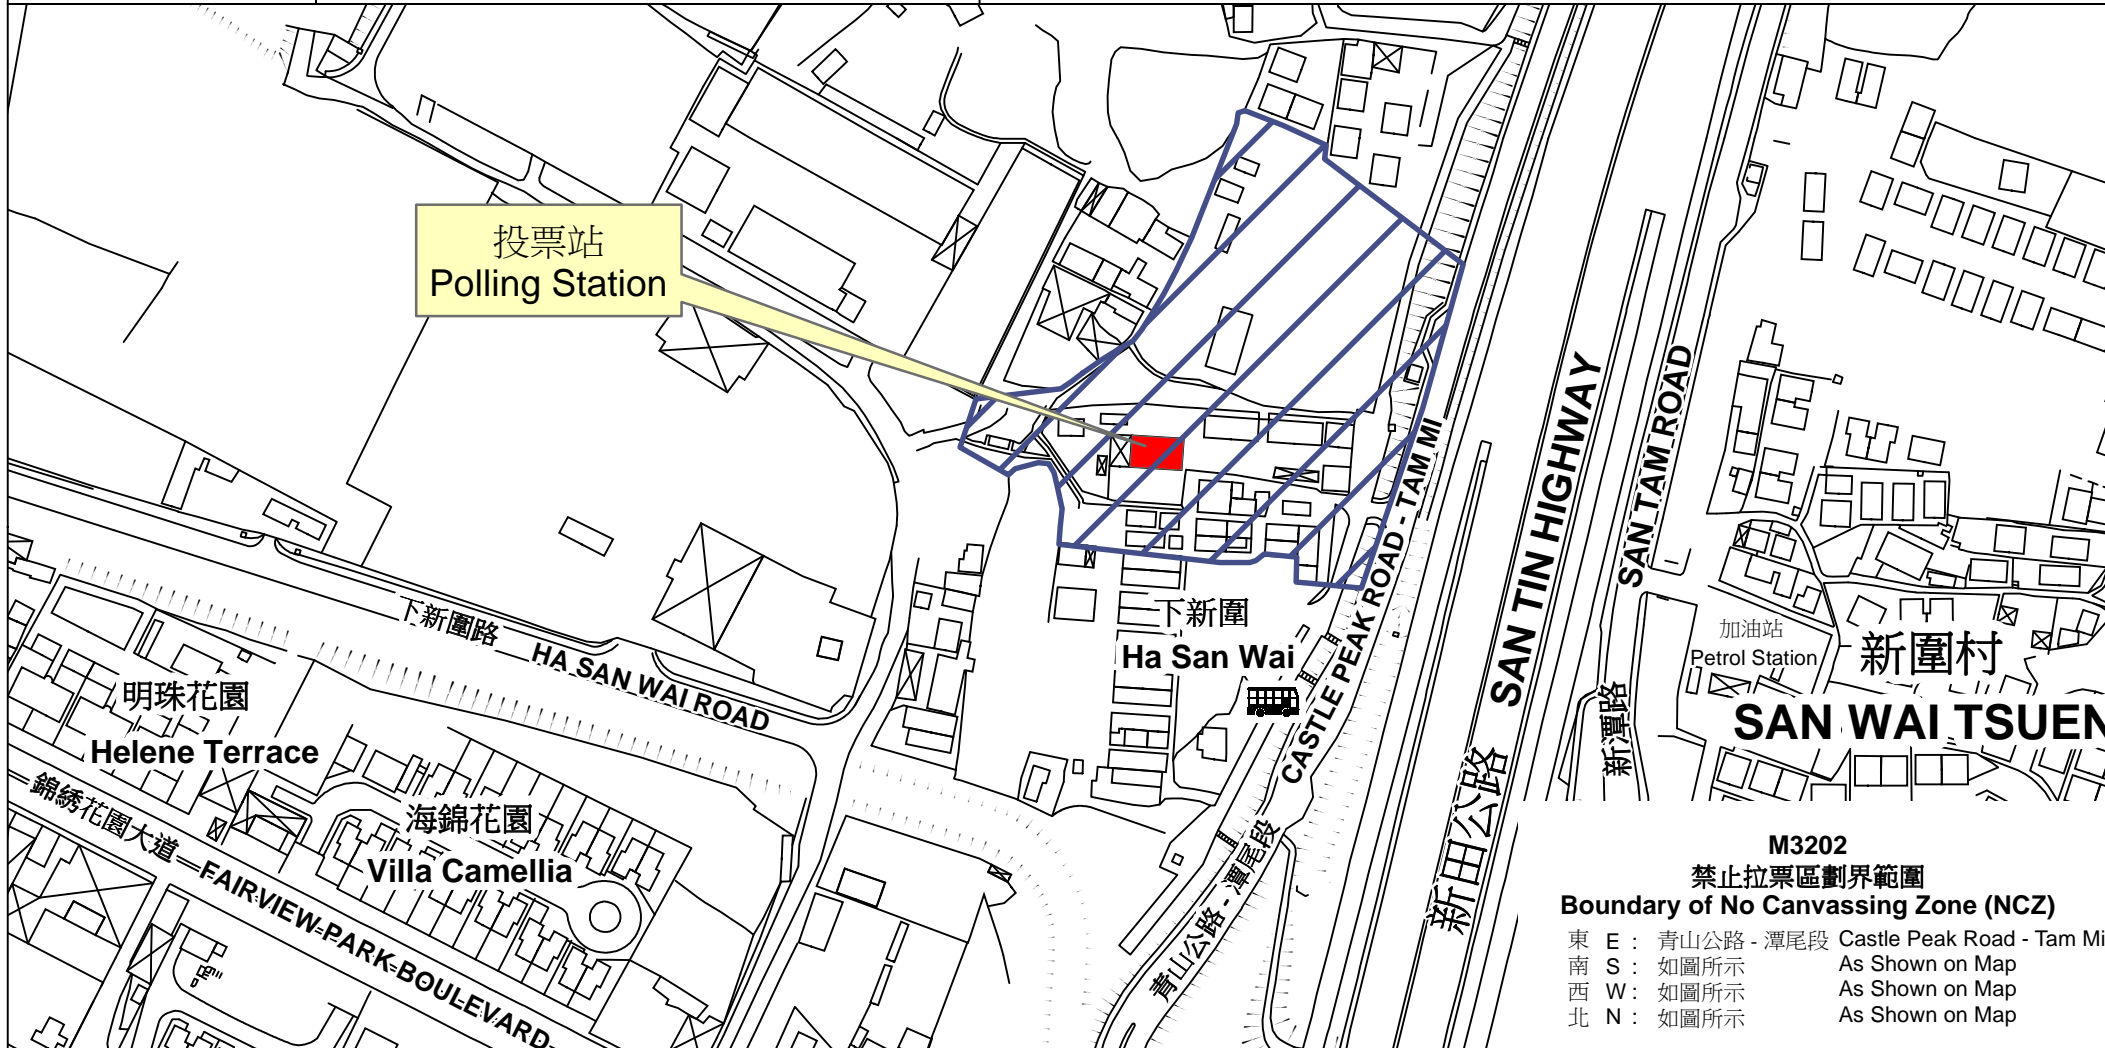 投票站
Polling Station
CASTLE PEAK ROAD - TAM MI
SAN TIN HIGHWAY
SAN TAM ROAD
下新圍路
HA SAN WAI ROAD
下新圍
Ha San Wai
加油站
Petrol Station
新圍村
SAN WAI TSUEN
明珠花園
Helene Terrace
海錦花園
Villa Camellia
錦綉花園大道
FAIRVIEW PARK BOULEVARD
青山公路 - 潭尾段
新田公路
新潭路
M3202
禁止拉票區劃界範圍
Boundary of No Canvassing Zone (NCZ)
東 E : 青山公路 - 潭尾段 Castle Peak Road - Tam Mi
南 S : 如圖所示 As Shown on Map
西 W : 如圖所示 As Shown on Map
北 N : 如圖所示 As Shown on Map